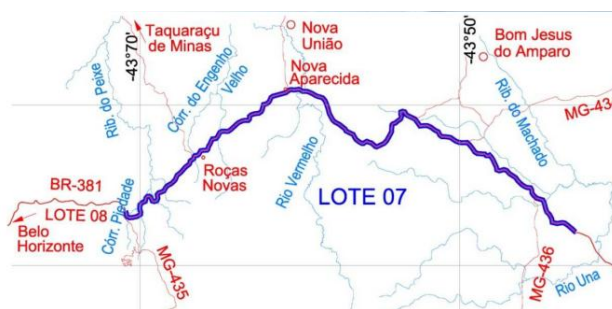 Taquaraçu
de Minas
-43°70'
Rib. do Peixe
Córr. do Engenho
Velho
Nova
União
Nova
Aparecida
-43°50'
Bom Jesus
do Amparo
Rib. do Machado
MG-43
Roças
Novas
Rio Vermelho
LOTE 07
BR-381
LOTE 08
Belo
Horizonte
Córr. Piedade
MG-435
MG-436
Rio Una